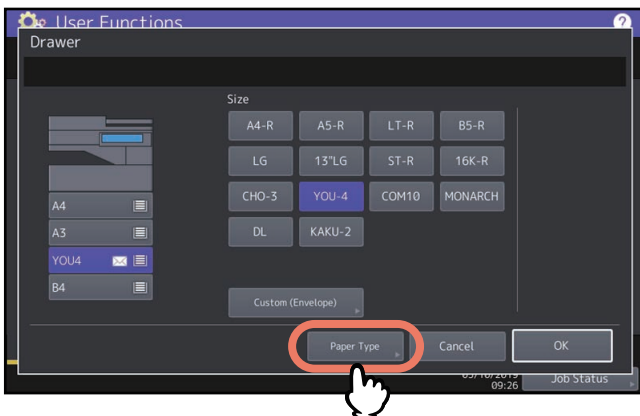 User Functions ?
Drawer
Size
A4-R A5-R LT-R B5-R
LG 13"LG ST-R 16K-R
CHO-3 YOU-4 COM10 MONARCH
DL KAKU-2
A4
A3
YOU4
B4
Custom (Envelope)
Paper Type Cancel OK
09:26 Job Status